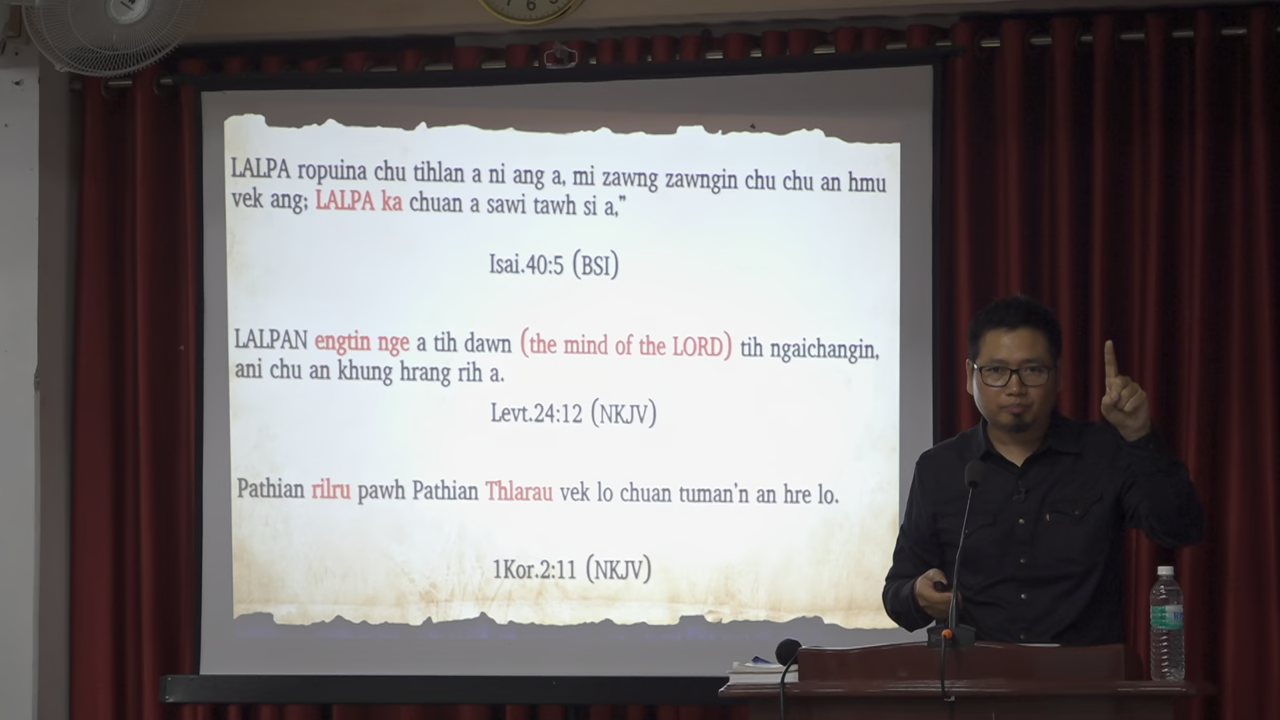 LALPA ropuina chu tihlan a ni ang a, mi zawng zawngin chu chu an hmu
vek ang; LALPA ka chuan a sawi tawh si a,”
Isai.40:5 (BSI)
LALPAN engtin nge a tih dawn (the mind of the LORD) tih ngaichangin,
ani chu an khung hrang rih a.
Levt.24:12 (NKJV)
Pathian rilru pawh Pathian Thlarau vek lo chuan tuman’n an hre lo.
1Kor.2:11 (NKJV)
7 6 5